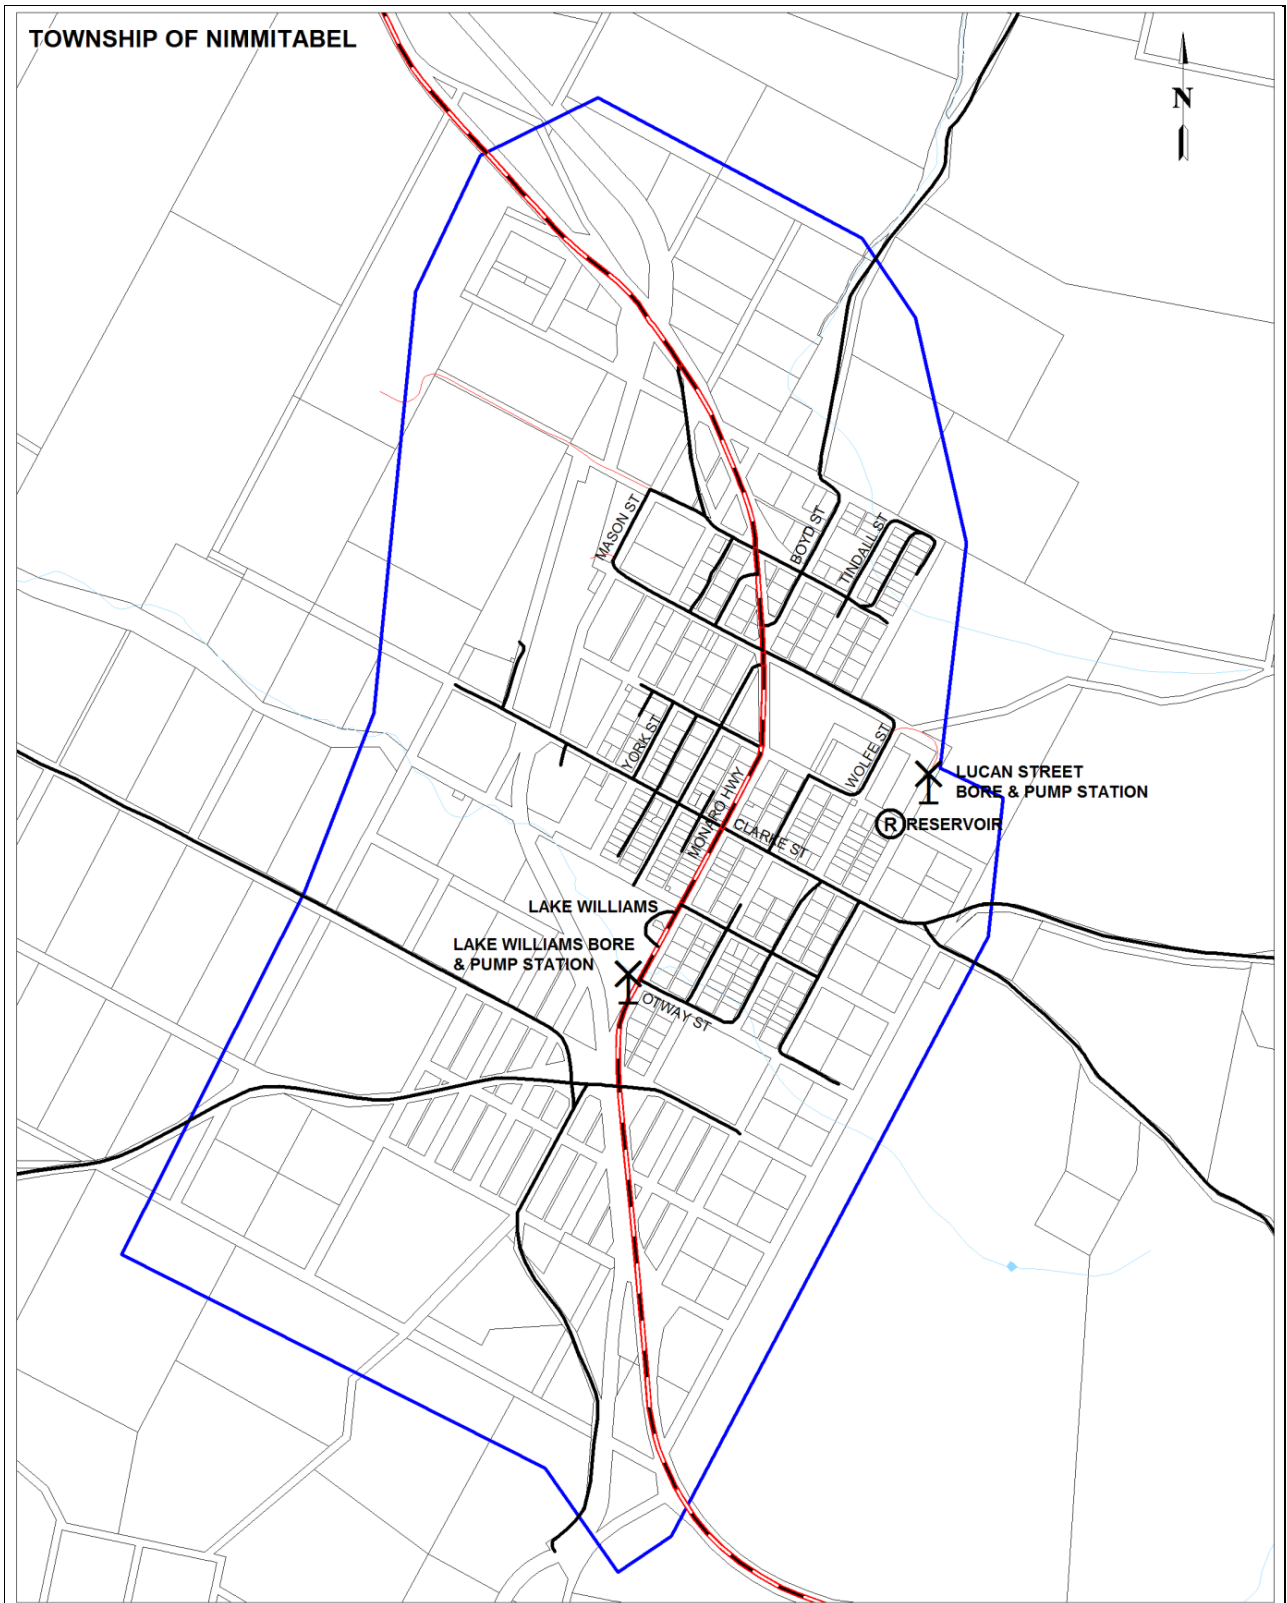 TOWNSHIP OF NIMMITABEL
N
MASON ST
BOYD ST
TINDALL ST
YORK ST
WOLFE ST
MONARO HWY
LUCAN STREET
BORE & PUMP STATION
R RESERVOIR
CLARKE ST
LAKE WILLIAMS
LAKE WILLIAMS BORE
& PUMP STATION
OTWAY ST